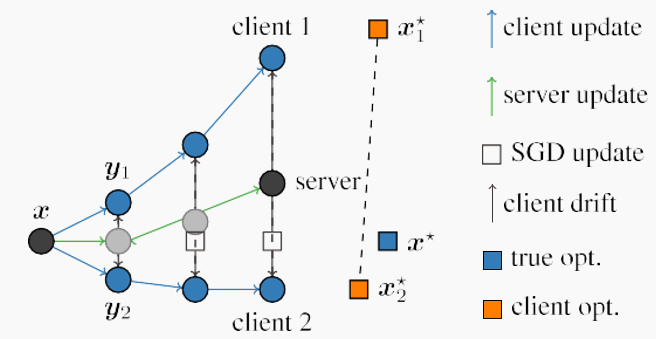 client 1
x₁*
client update
server update
y₁
SGD update
server
client drift
x
x*
true opt.
x₂*
y₂
client opt.
client 2